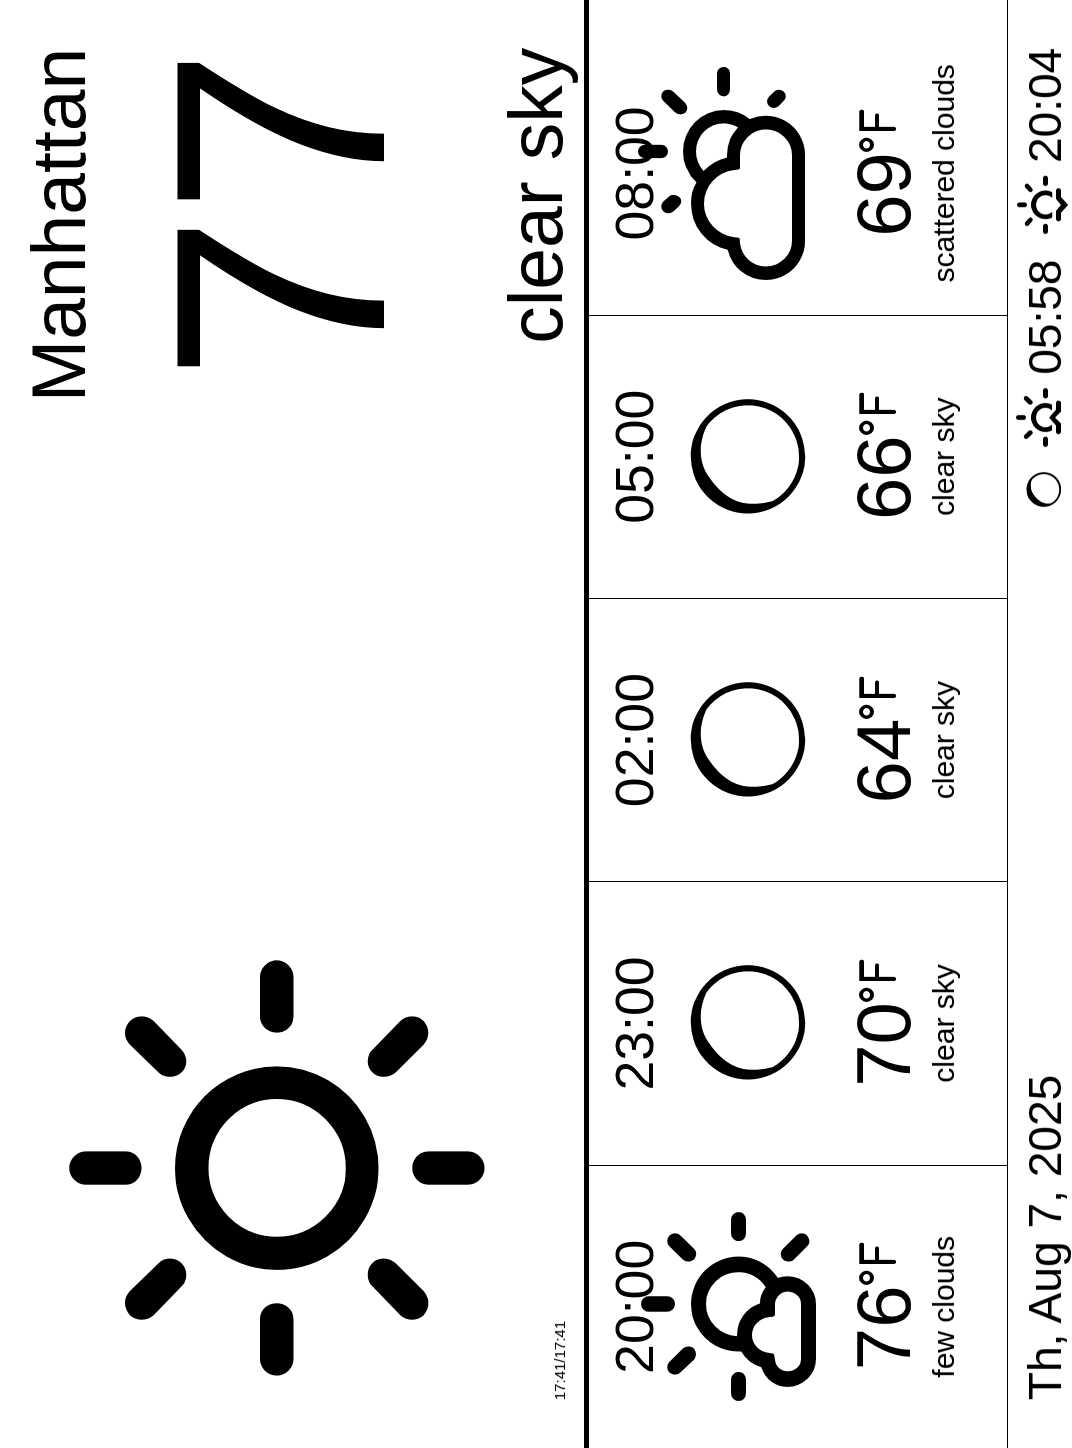 Manhattan
77
clear sky
17:41/17:41
20:00
76°F
few clouds
23:00
70°F
clear sky
02:00
64°F
clear sky
05:00
66°F
clear sky
08:00
69°F
scattered clouds
Th, Aug 7, 2025
05:58
20:04